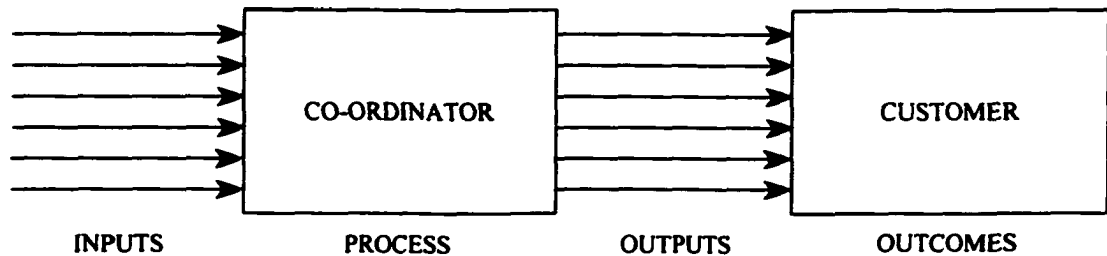 CO-ORDINATOR
CUSTOMER
INPUTS
PROCESS
OUTPUTS
OUTCOMES